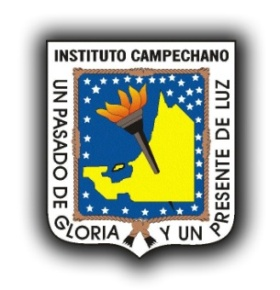 INSTITUTO CAMPECHANO
UN PASADO DE GLORIA Y UN PRESENTE DE LUZ